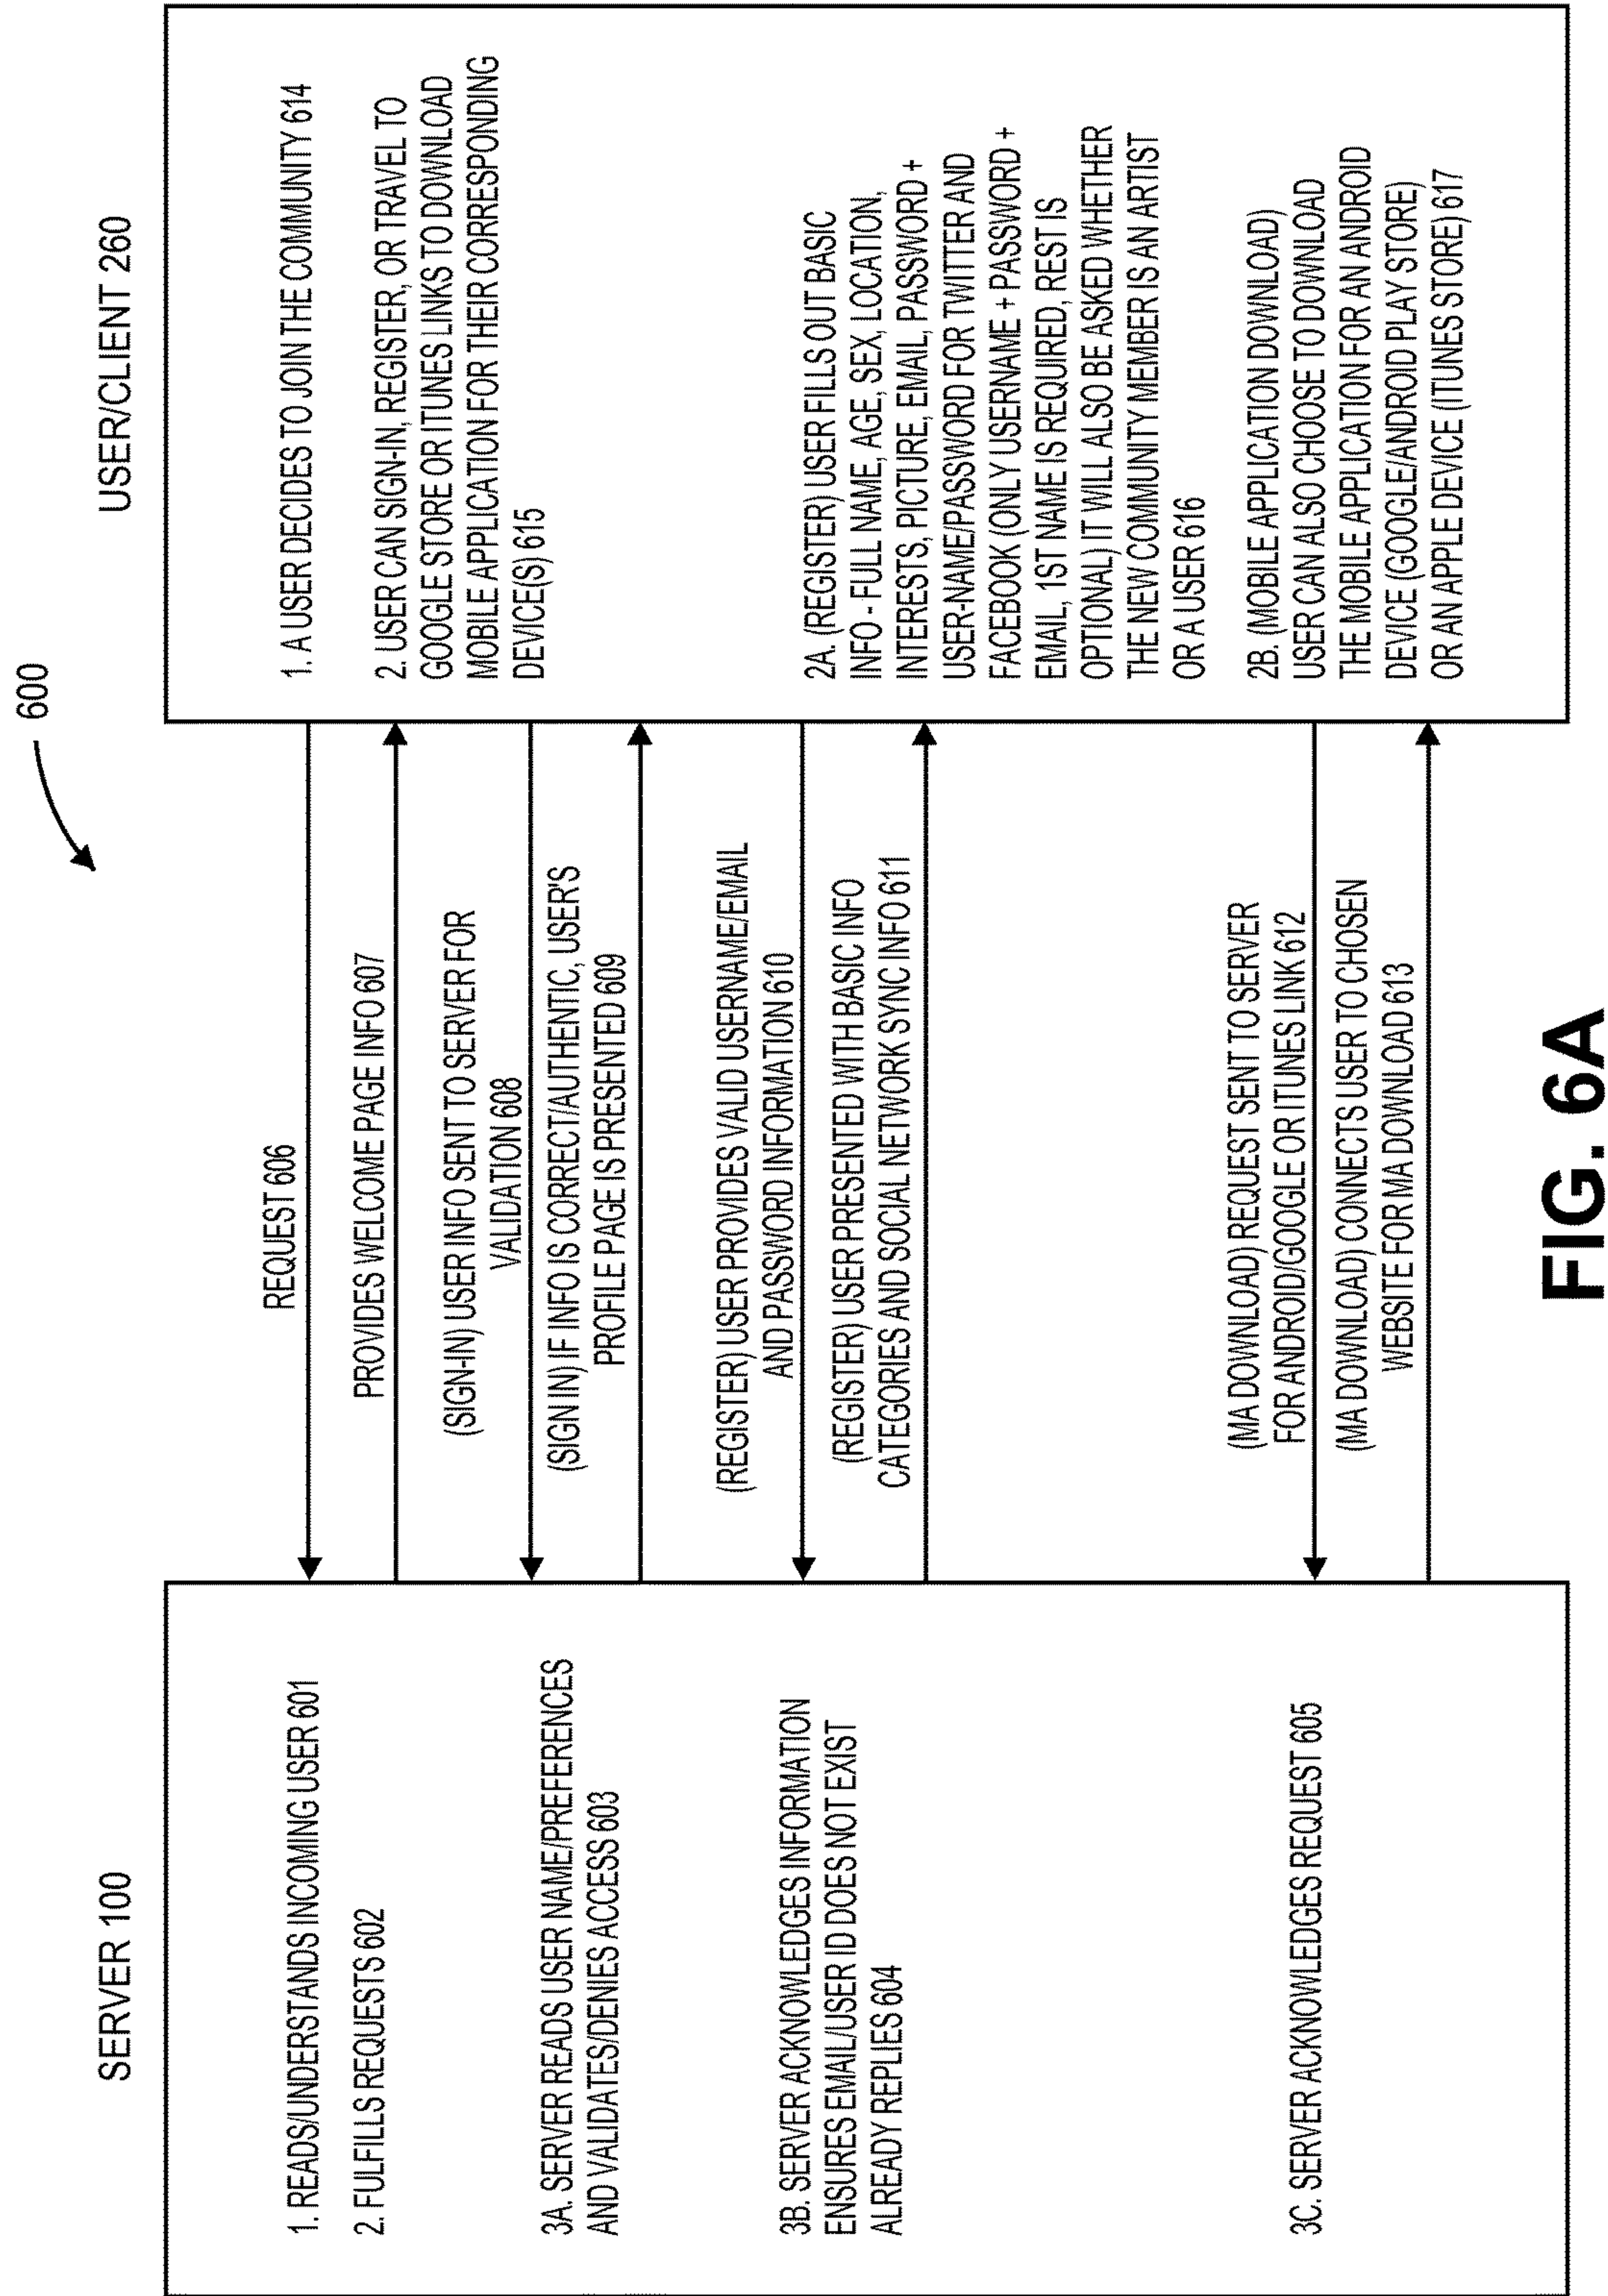 600
SERVER 100
USER/CLIENT 260
1. READS/UNDERSTANDS INCOMING USER 601
2. FULFILLS REQUESTS 602
3A. SERVER READS USER NAME/PREFERENCES
AND VALIDATES/DENIES ACCESS 603
3B. SERVER ACKNOWLEDGES INFORMATION
ENSURES EMAIL/USER ID DOES NOT EXIST
ALREADY REPLIES 604
3C. SERVER ACKNOWLEDGES REQUEST 605
REQUEST 606
PROVIDES WELCOME PAGE INFO 607
(SIGN-IN) USER INFO SENT TO SERVER FOR
VALIDATION 608
(SIGN IN) IF INFO IS CORRECT/AUTHENTIC, USER'S
PROFILE PAGE IS PRESENTED 609
(REGISTER) USER PROVIDES VALID USERNAME/EMAIL
AND PASSWORD INFORMATION 610
(REGISTER) USER PRESENTED WITH BASIC INFO
CATEGORIES AND SOCIAL NETWORK SYNC INFO 611
(MA DOWNLOAD) REQUEST SENT TO SERVER
FOR ANDROID/GOOGLE OR ITUNES LINK 612
(MA DOWNLOAD) CONNECTS USER TO CHOSEN
WEBSITE FOR MA DOWNLOAD 613
1. A USER DECIDES TO JOIN THE COMMUNITY 614
2. USER CAN SIGN-IN, REGISTER, OR TRAVEL TO
GOOGLE STORE OR ITUNES LINKS TO DOWNLOAD
MOBILE APPLICATION FOR THEIR CORRESPONDING
DEVICE(S) 615
2A. (REGISTER) USER FILLS OUT BASIC
INFO - FULL NAME, AGE, SEX, LOCATION,
INTERESTS, PICTURE, EMAIL, PASSWORD +
USER-NAME/PASSWORD FOR TWITTER AND
FACEBOOK (ONLY USERNAME + PASSWORD +
EMAIL, 1ST NAME IS REQUIRED, REST IS
OPTIONAL) IT WILL ALSO BE ASKED WHETHER
THE NEW COMMUNITY MEMBER IS AN ARTIST
OR A USER 616
2B. (MOBILE APPLICATION DOWNLOAD)
USER CAN ALSO CHOOSE TO DOWNLOAD
THE MOBILE APPLICATION FOR AN ANDROID
DEVICE (GOOGLE/ANDROID PLAY STORE)
OR AN APPLE DEVICE (ITUNES STORE) 617
FIG. 6A